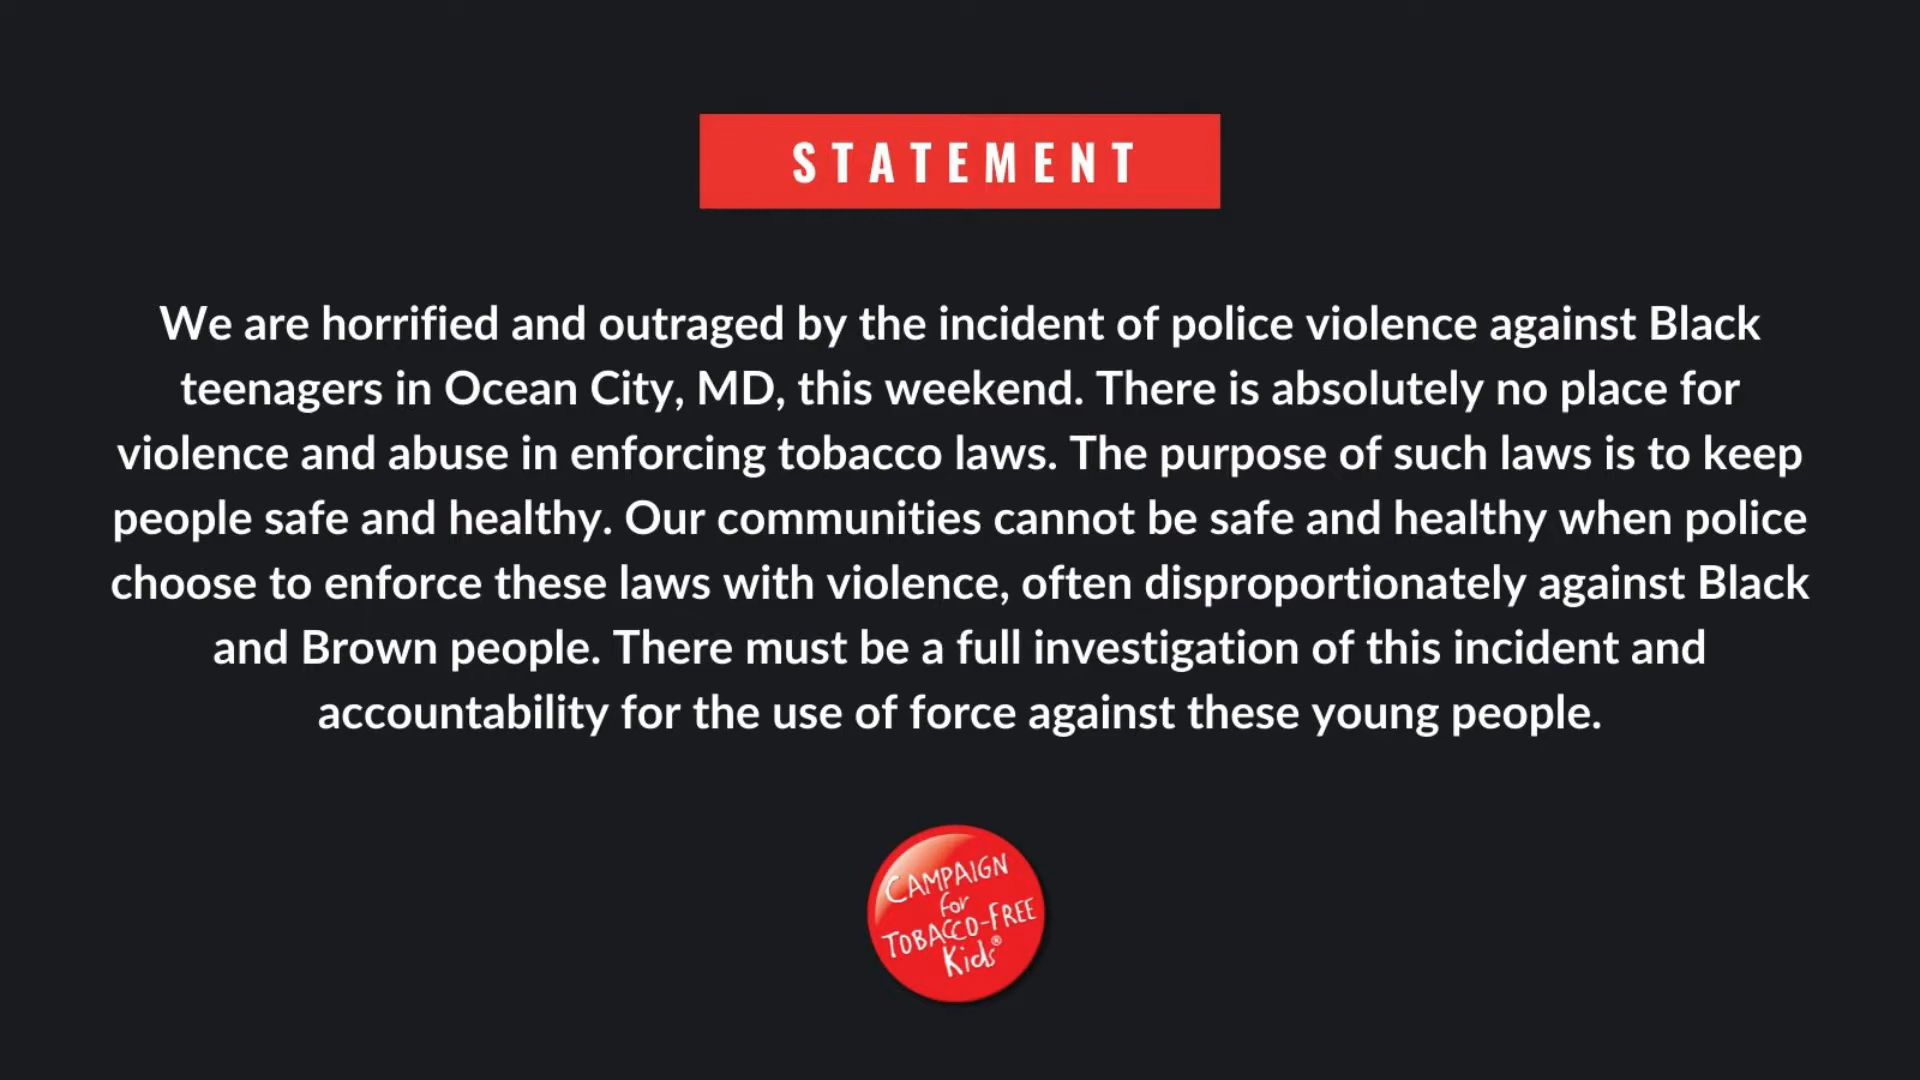 STATEMENT
We are horrified and outraged by the incident of police violence against Black
teenagers in Ocean City, MD, this weekend. There is absolutely no place for
violence and abuse in enforcing tobacco laws. The purpose of such laws is to keep
people safe and healthy. Our communities cannot be safe and healthy when police
choose to enforce these laws with violence, often disproportionately against Black
and Brown people. There must be a full investigation of this incident and
accountability for the use of force against these young people.
CAMPAIGN
for
TOBACCO-FREE
Kids®